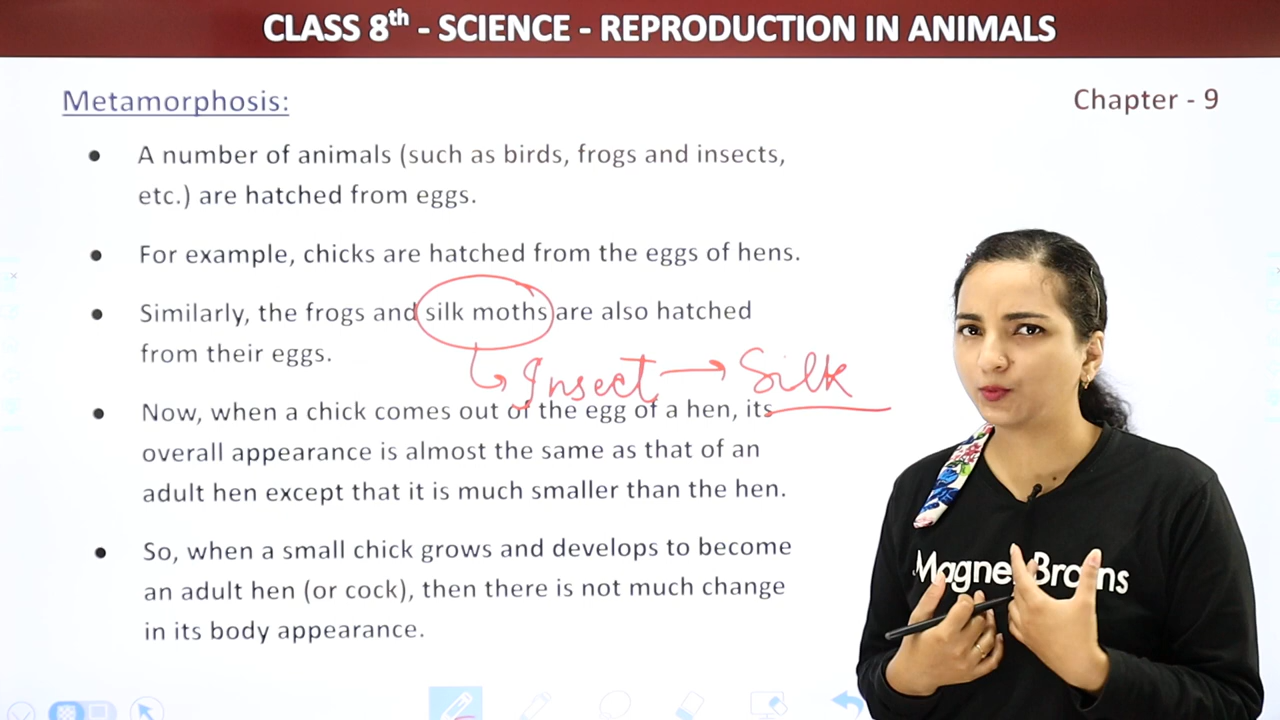 CLASS 8th - SCIENCE - REPRODUCTION IN ANIMALS
Metamorphosis:
Chapter - 9
● A number of animals (such as birds, frogs and insects,
etc.) are hatched from eggs.
● For example, chicks are hatched from the eggs of hens.
● Similarly, the frogs and silk moths are also hatched
from their eggs.
Insect → Silk
● Now, when a chick comes out of the egg of a hen, its
overall appearance is almost the same as that of an
adult hen except that it is much smaller than the hen.
● So, when a small chick grows and develops to become
an adult hen (or cock), then there is not much change
in its body appearance.
Magnet Brains